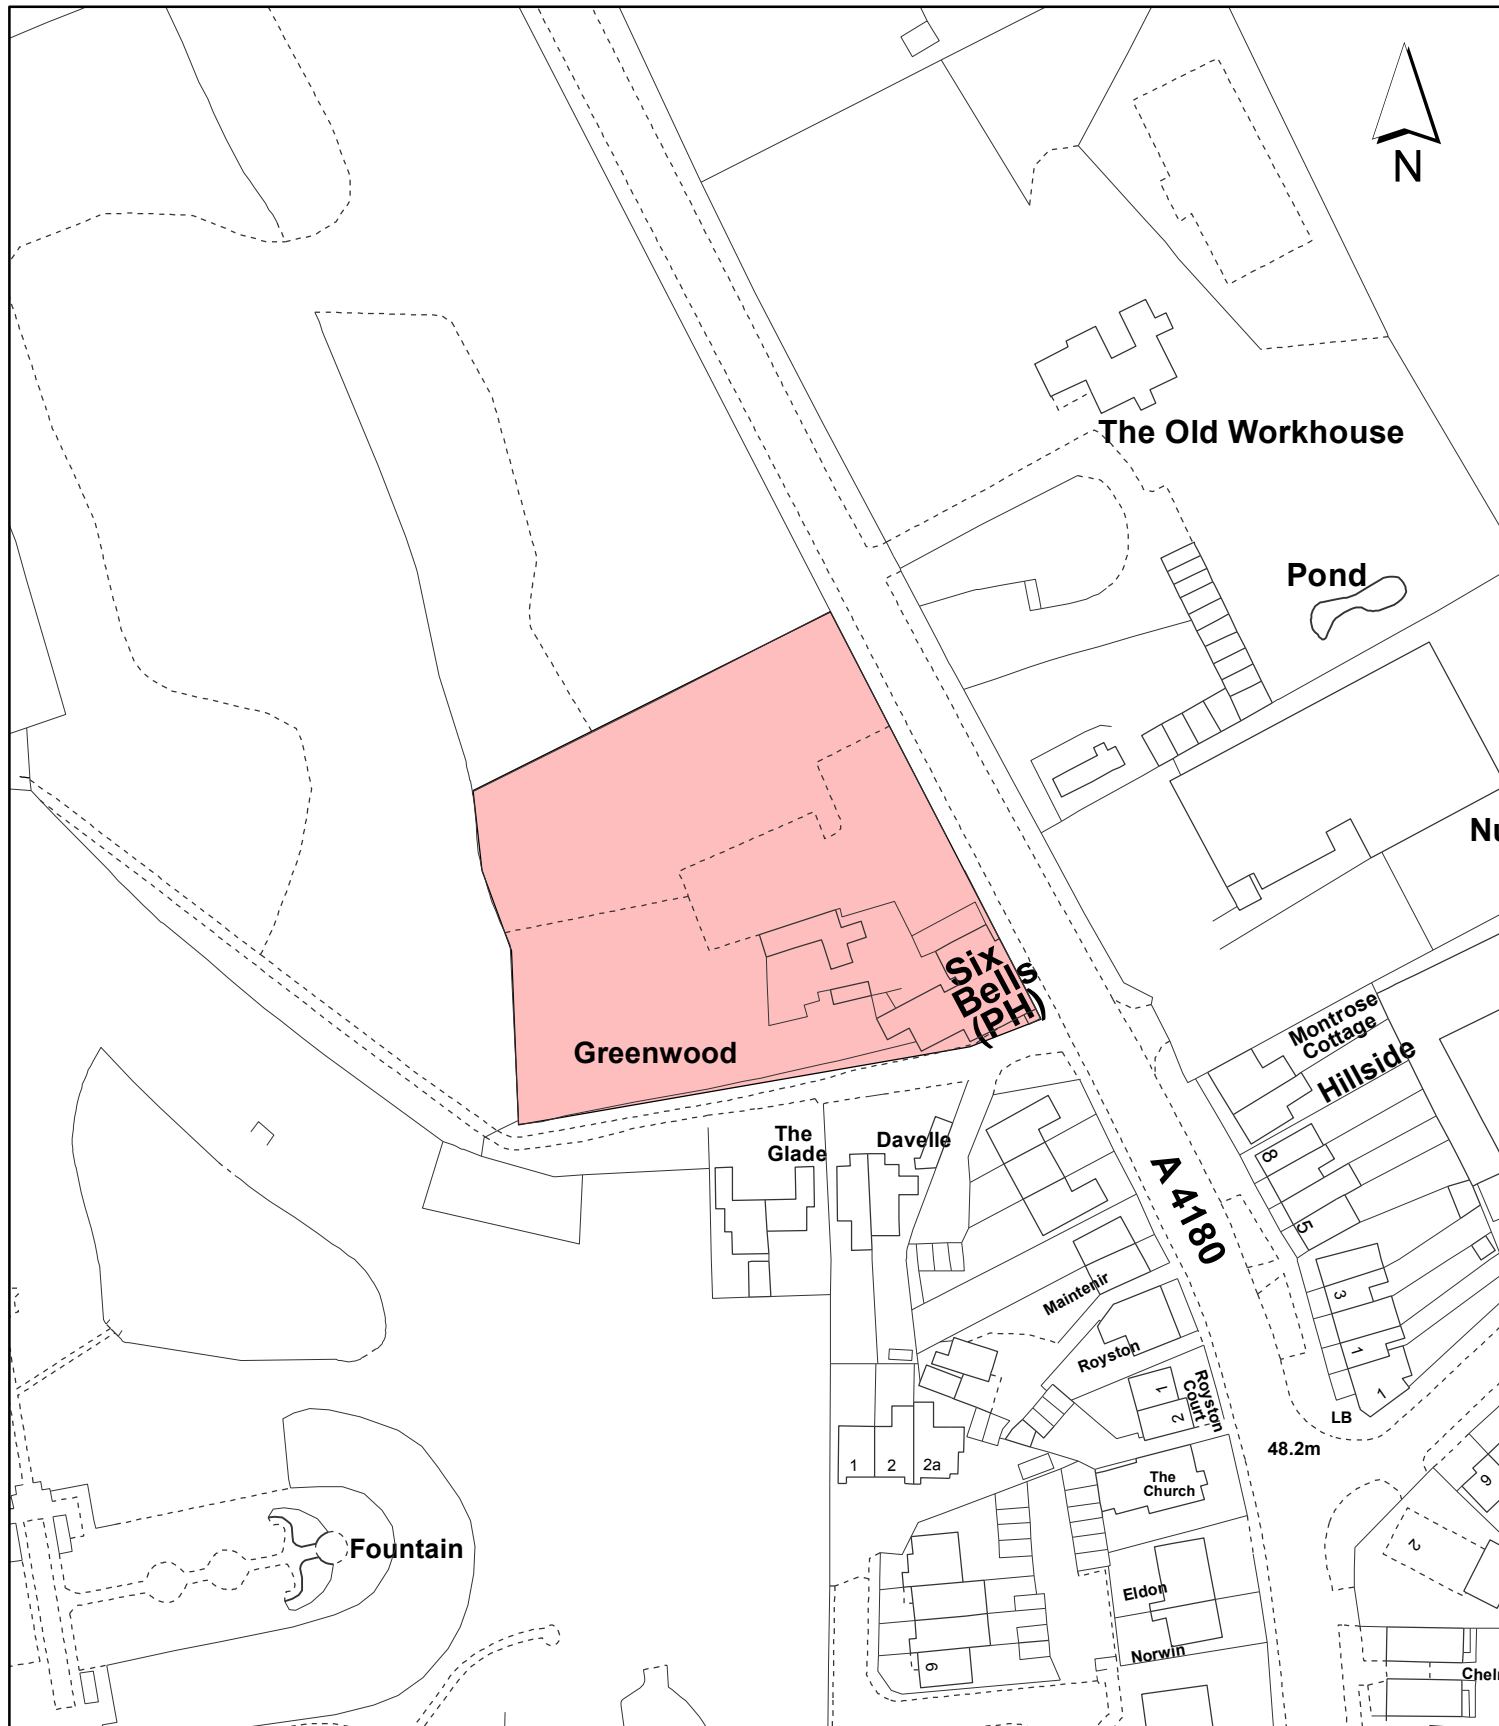 N
The Old Workhouse
Pond
Nu
Six
Bells
(PH)
Greenwood
Montrose
Cottage
Hillside
The
Glade
Davelle
A 4180
8
5
3
1
1
Maintenir
Royston
Royston
Court
1
2
LB
48.2m
1
2
2a
The
Church
6
2
Fountain
Eldon
Norwin
6
Cheln